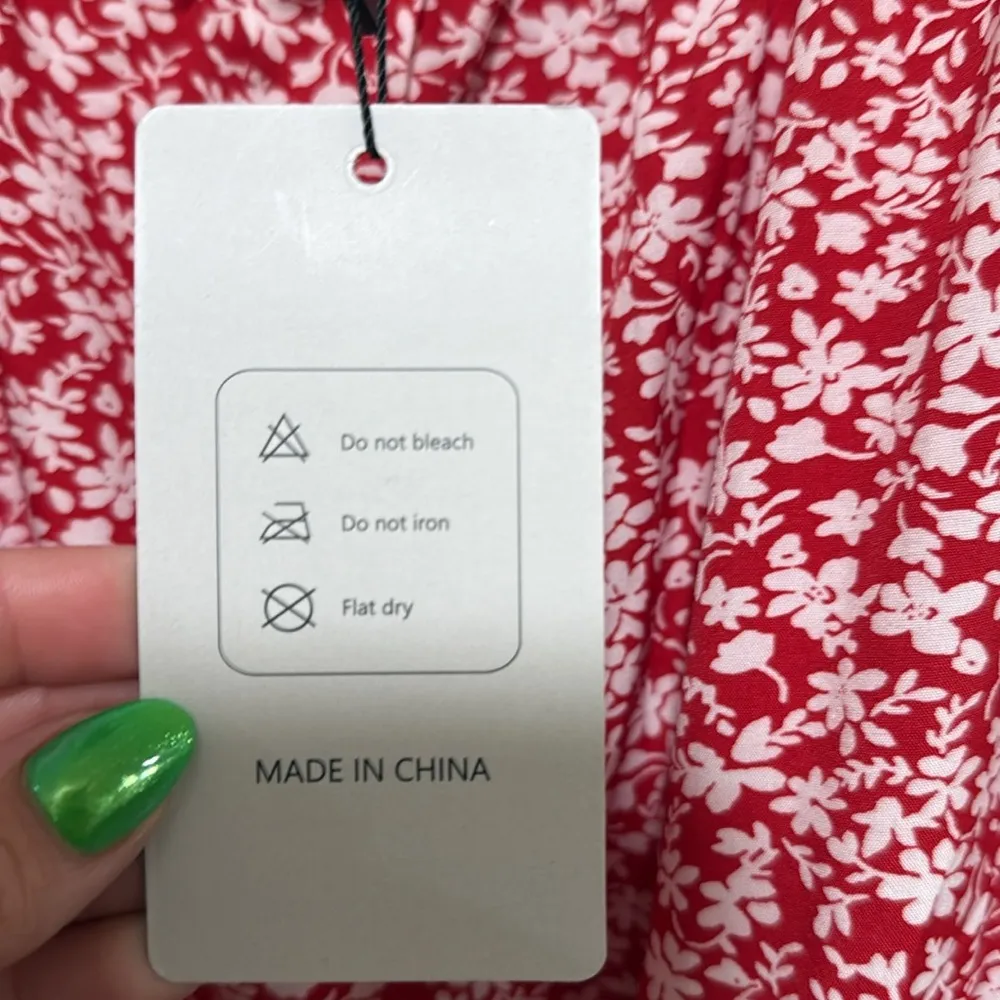 Do not bleach
Do not iron
Flat dry
MADE IN CHINA